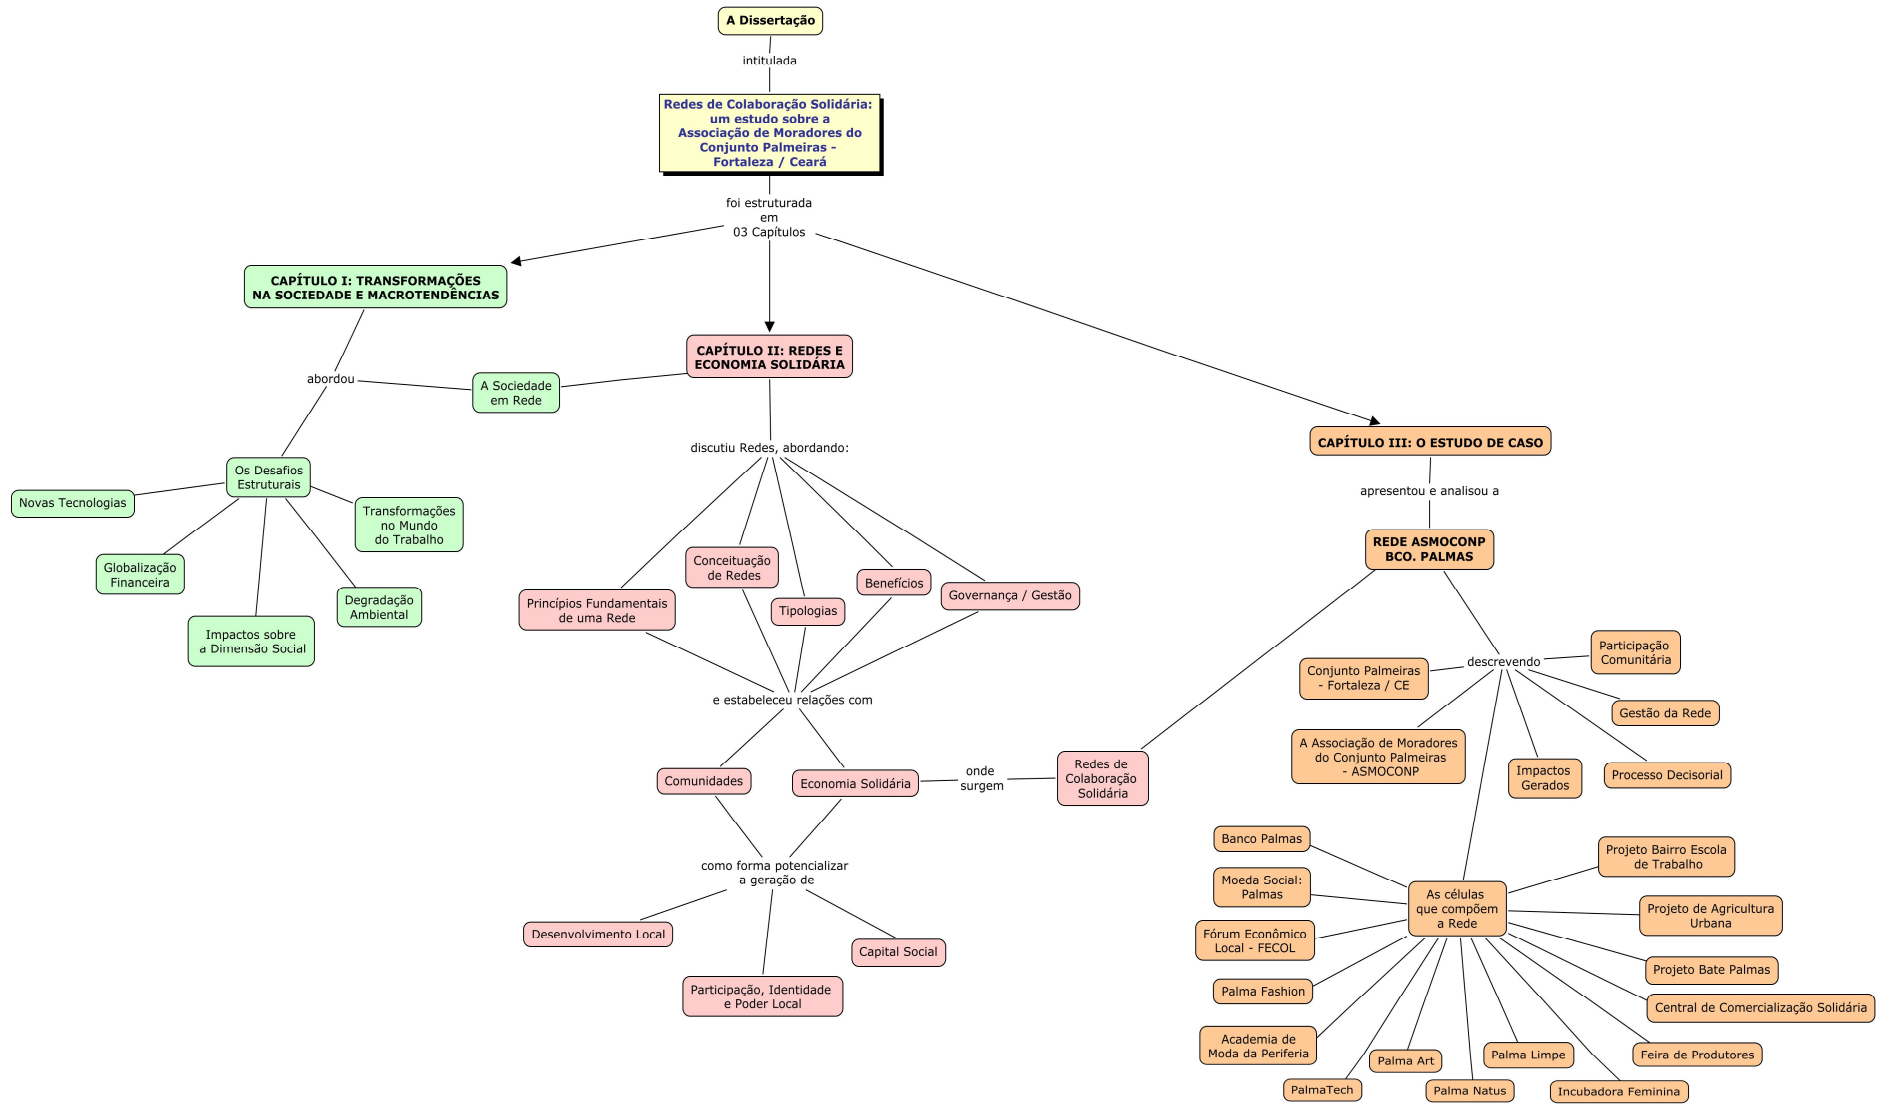 A Dissertação
intitulada
Redes de Colaboração Solidária:
um estudo sobre a
Associação de Moradores do
Conjunto Palmeiras -
Fortaleza / Ceará
foi estruturada
em
03 Capítulos
CAPÍTULO I: TRANSFORMAÇÕES
NA SOCIEDADE E MACROTENDÊNCIAS
abordou
A Sociedade
em Rede
Os Desafios
Estruturais
Novas Tecnologias
Globalização
Financeira
Impactos sobre
a Dimensão Social
Degradação
Ambiental
Transformações
no Mundo
do Trabalho
CAPÍTULO II: REDES E
ECONOMIA SOLIDÁRIA
discutiu Redes, abordando:
Princípios Fundamentais
de uma Rede
Conceituação
de Redes
Tipologias
Benefícios
Governança / Gestão
e estabeleceu relações com
Comunidades
Economia Solidária
onde
surgem
Redes de
Colaboração
Solidária
como forma potencializar
a geração de
Desenvolvimento Local
Participação, Identidade
e Poder Local
Capital Social
CAPÍTULO III: O ESTUDO DE CASO
apresentou e analisou a
REDE ASMOCONP
BCO. PALMAS
descrevendo
Participação
Comunitária
Conjunto Palmeiras
- Fortaleza / CE
Gestão da Rede
A Associação de Moradores
do Conjunto Palmeiras
- ASMOCONP
Impactos
Gerados
Processo Decisorial
As células
que compõem
a Rede
Banco Palmas
Moeda Social:
Palmas
Fórum Econômico
Local - FECOL
Palma Fashion
Academia de
Moda da Periferia
PalmaTech
Palma Art
Palma Natus
Palma Limpe
Incubadora Feminina
Feira de Produtores
Central de Comercialização Solidária
Projeto Bate Palmas
Projeto de Agricultura
Urbana
Projeto Bairro Escola
de Trabalho